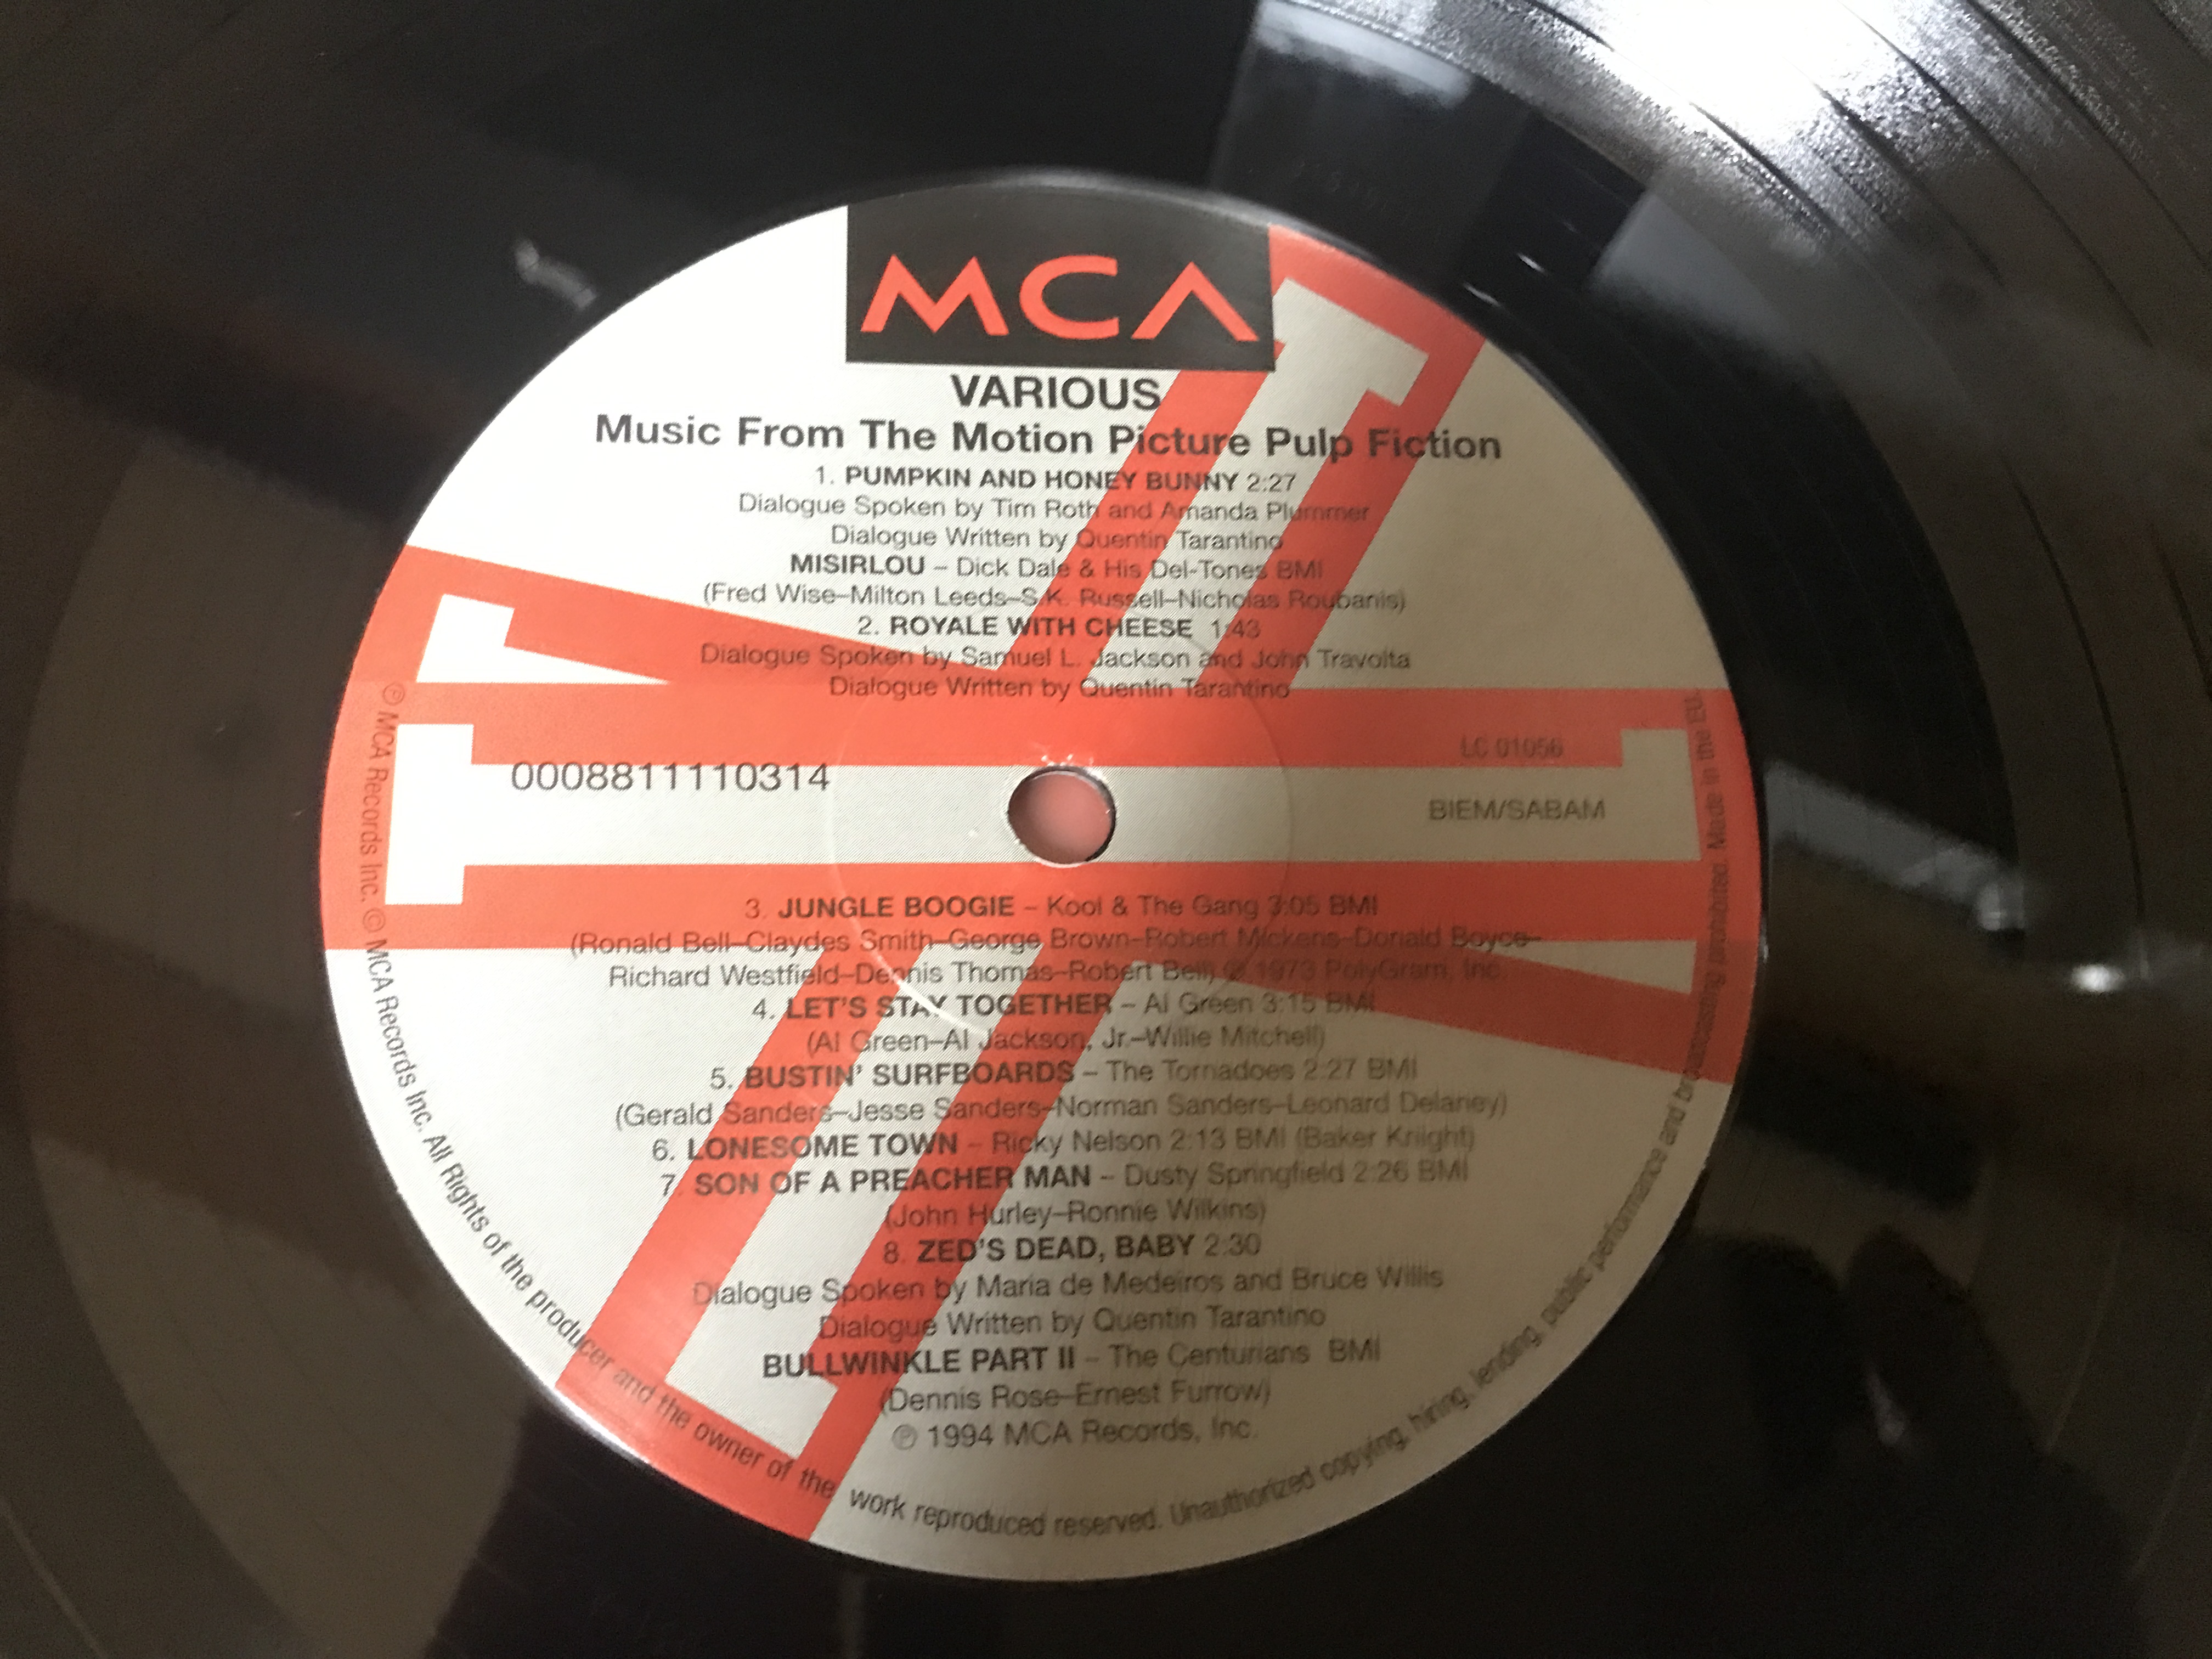 MCA
VARIOUS
Music From The Motion Picture Pulp Fiction
1. PUMPKIN AND HONEY BUNNY 2:27
Dialogue Spoken by Tim Roth and Amanda Plummer
Dialogue Written by Quentin Tarantino
MISIRLOU – Dick Dale & His Del-Tones BMI
(Fred Wise–Milton Leeds–S.K. Russell–Nicholas Roubanis)
2. ROYALE WITH CHEESE 1:43
Dialogue Spoken by Samuel L. Jackson and John Travolta
Dialogue Written by Quentin Tarantino
LC 01056
0008811110314
BIEM/SABAM
3. JUNGLE BOOGIE – Kool & The Gang 3:05 BMI
(Ronald Bell–Claydes Smith–George Brown–Robert Mickens–Donald Boyce–
Richard Westfield–Dennis Thomas–Robert Bell) ℗ 1973 PolyGram, Inc.
4. LET'S STAY TOGETHER – Al Green 3:15 BMI
(Al Green–Al Jackson, Jr.–Willie Mitchell)
5. BUSTIN' SURFBOARDS – The Tornadoes 2:27 BMI
(Gerald Sanders–Jesse Sanders–Norman Sanders–Leonard Delaney)
6. LONESOME TOWN – Ricky Nelson 2:13 BMI (Baker Knight)
7. SON OF A PREACHER MAN – Dusty Springfield 2:26 BMI
(John Hurley–Ronnie Wilkins)
8. ZED'S DEAD, BABY 2:30
Dialogue Spoken by Maria de Medeiros and Bruce Willis
Dialogue Written by Quentin Tarantino
BULLWINKLE PART II – The Centurians BMI
(Dennis Rose–Ernest Furrow)
℗ 1994 MCA Records, Inc.
℗ MCA Records Inc. © MCA Records Inc. All Rights of the producer and the owner of the work reproduced reserved. Unauthorized copying, hiring, lending, public performance and broadcasting prohibited. Made in the EU.